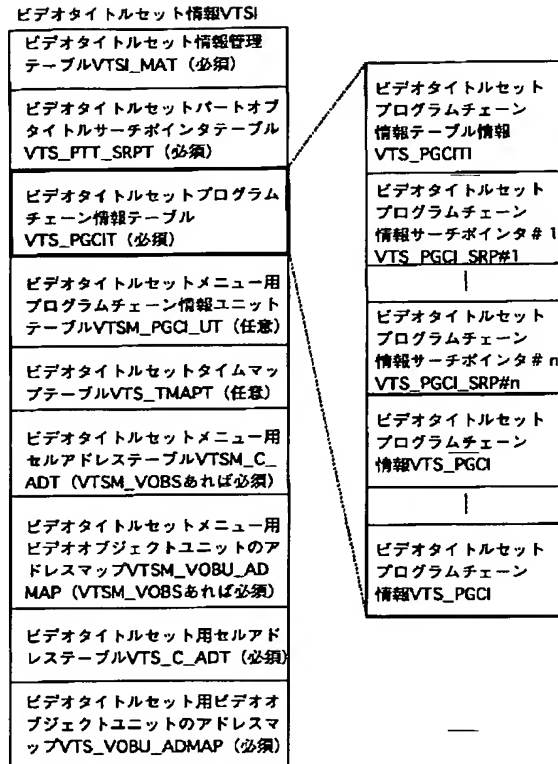 ビデオタイトルセット情報VTSI
ビデオタイトルセット情報管理
テーブルVTSI_MAT（必須）
ビデオタイトルセットパートオブ
タイトルサーチポインタテーブル
VTS_PTT_SRPT（必須）
ビデオタイトルセットプログラム
チェーン情報テーブル
VTS_PGCIT（必須）
ビデオタイトルセットメニュー用
プログラムチェーン情報ユニット
テーブルVTSM_PGCI_UT（任意）
ビデオタイトルセットタイムマッ
プテーブルVTS_TMAPT（任意）
ビデオタイトルセットメニュー用
セルアドレステーブルVTSM_C_
ADT（VTSM_VOBSあれば必須）
ビデオタイトルセットメニュー用
ビデオオブジェクトユニットのア
ドレスマップVTSM_VOBU_AD
MAP（VTSM_VOBSあれば必須）
ビデオタイトルセット用セルアド
レステーブルVTS_C_ADT（必須）
ビデオタイトルセット用ビデオオ
ブジェクトユニットのアドレスマ
ップVTS_VOBU_ADMAP（必須）
ビデオタイトルセット
プログラムチェーン
情報テーブル情報
VTS_PGCITI
ビデオタイトルセット
プログラムチェーン
情報サーチポインタ＃1
VTS_PGCI_SRP#1
ビデオタイトルセット
プログラムチェーン
情報サーチポインタ＃n
VTS_PGCI_SRP#n
ビデオタイトルセット
プログラムチェーン
情報VTS_PGCI
ビデオタイトルセット
プログラムチェーン
情報VTS_PGCI